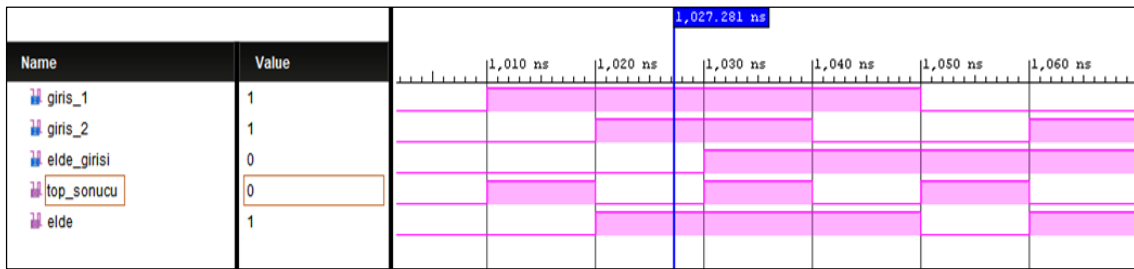 1,027.281 ns
Name Value
1,010 ns 1,020 ns 1,030 ns 1,040 ns 1,050 ns 1,060 ns
giris_1 1
giris_2 1
elde_girisi 0
top_sonucu 0
elde 1